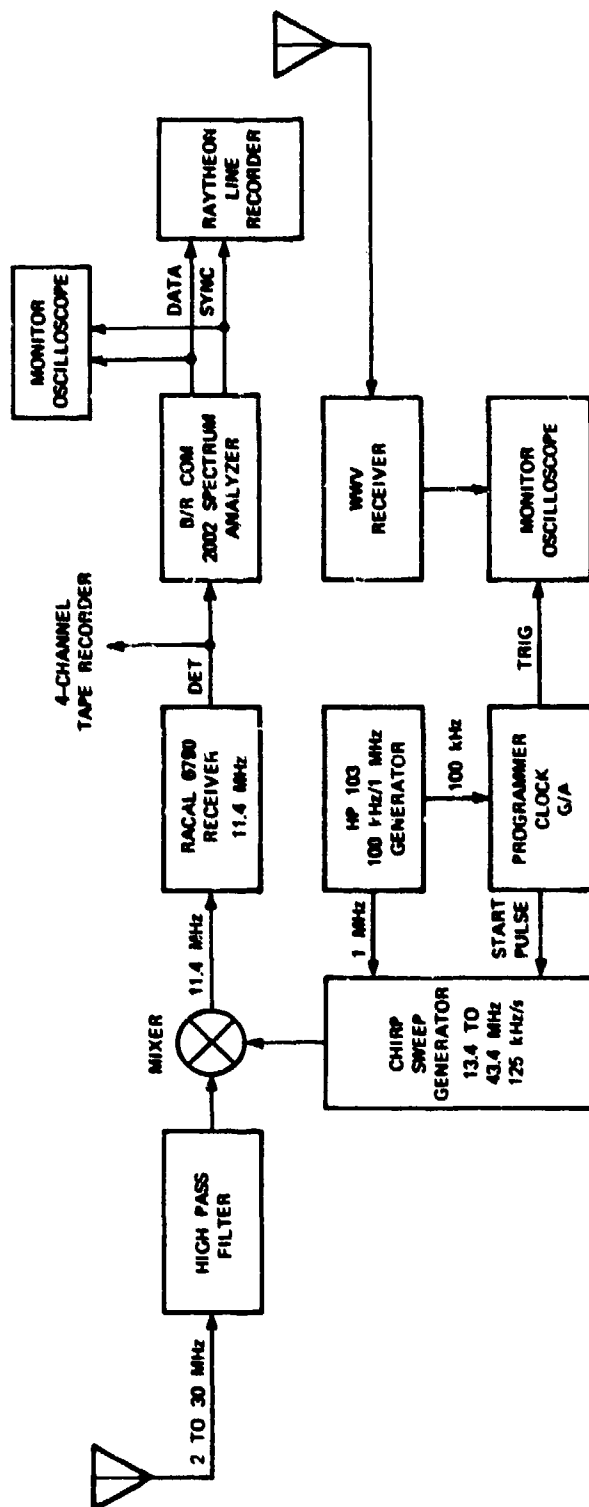 2 TO 30 MHz
HIGH PASS
FILTER
MIXER
11.4 MHz
RACAL 6790
RECEIVER
11.4 MHz
DET
4-CHANNEL
TAPE RECORDER
B/R COM
2002 SPECTRUM
ANALYZER
DATA
SYNC
MONITOR
OSCILLOSCOPE
RAYTHEON
LINE
RECORDER
CHIRP
SWEEP
GENERATOR
13.4 TO
43.4 MHz
125 kHz/s
1 MHz
START
PULSE
HP 103
100 kHz/1 MHz
GENERATOR
100 kHz
PROGRAMMER
CLOCK
G/A
TRIG
WWV
RECEIVER
MONITOR
OSCILLOSCOPE